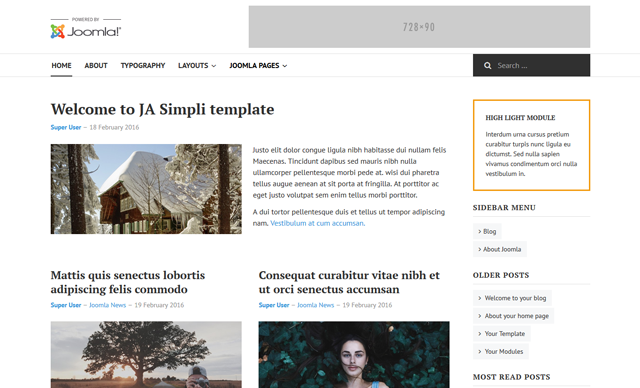 POWERED BY
Joomla!
728×90
HOME
ABOUT
TYPOGRAPHY
LAYOUTS
JOOMLA PAGES
Search ...
Welcome to JA Simpli template
Super User – 18 February 2016
Justo elit dolor congue ligula nibh habitasse dui nullam felis
Maecenas. Tincidunt dapibus sed mauris nibh nulla
ullamcorper pellentesque morbi pede at. wisi dui pharetra
tellus augue aenean at sit porta at fringilla. At porttitor ac
eget justo volutpat sem enim tellus morbi porttitor.
A dui tortor pellentesque duis et tellus ut tempor adipiscing
nam. Vestibulum at cum accumsan.
Mattis quis senectus lobortis
adipiscing felis commodo
Super User – Joomla News – 19 February 2016
Consequat curabitur vitae nibh et
ut orci senectus accumsan
Super User – Joomla News – 19 February 2016
HIGH LIGHT MODULE
Interdum urna cursus pretium
curabitur turpis nunc ligula eu
dictumst. Sed nulla sapien
vivamus condimentum orci nulla
vestibulum in.
SIDEBAR MENU
Blog
About Joomla
OLDER POSTS
Welcome to your blog
About your home page
Your Template
Your Modules
MOST READ POSTS